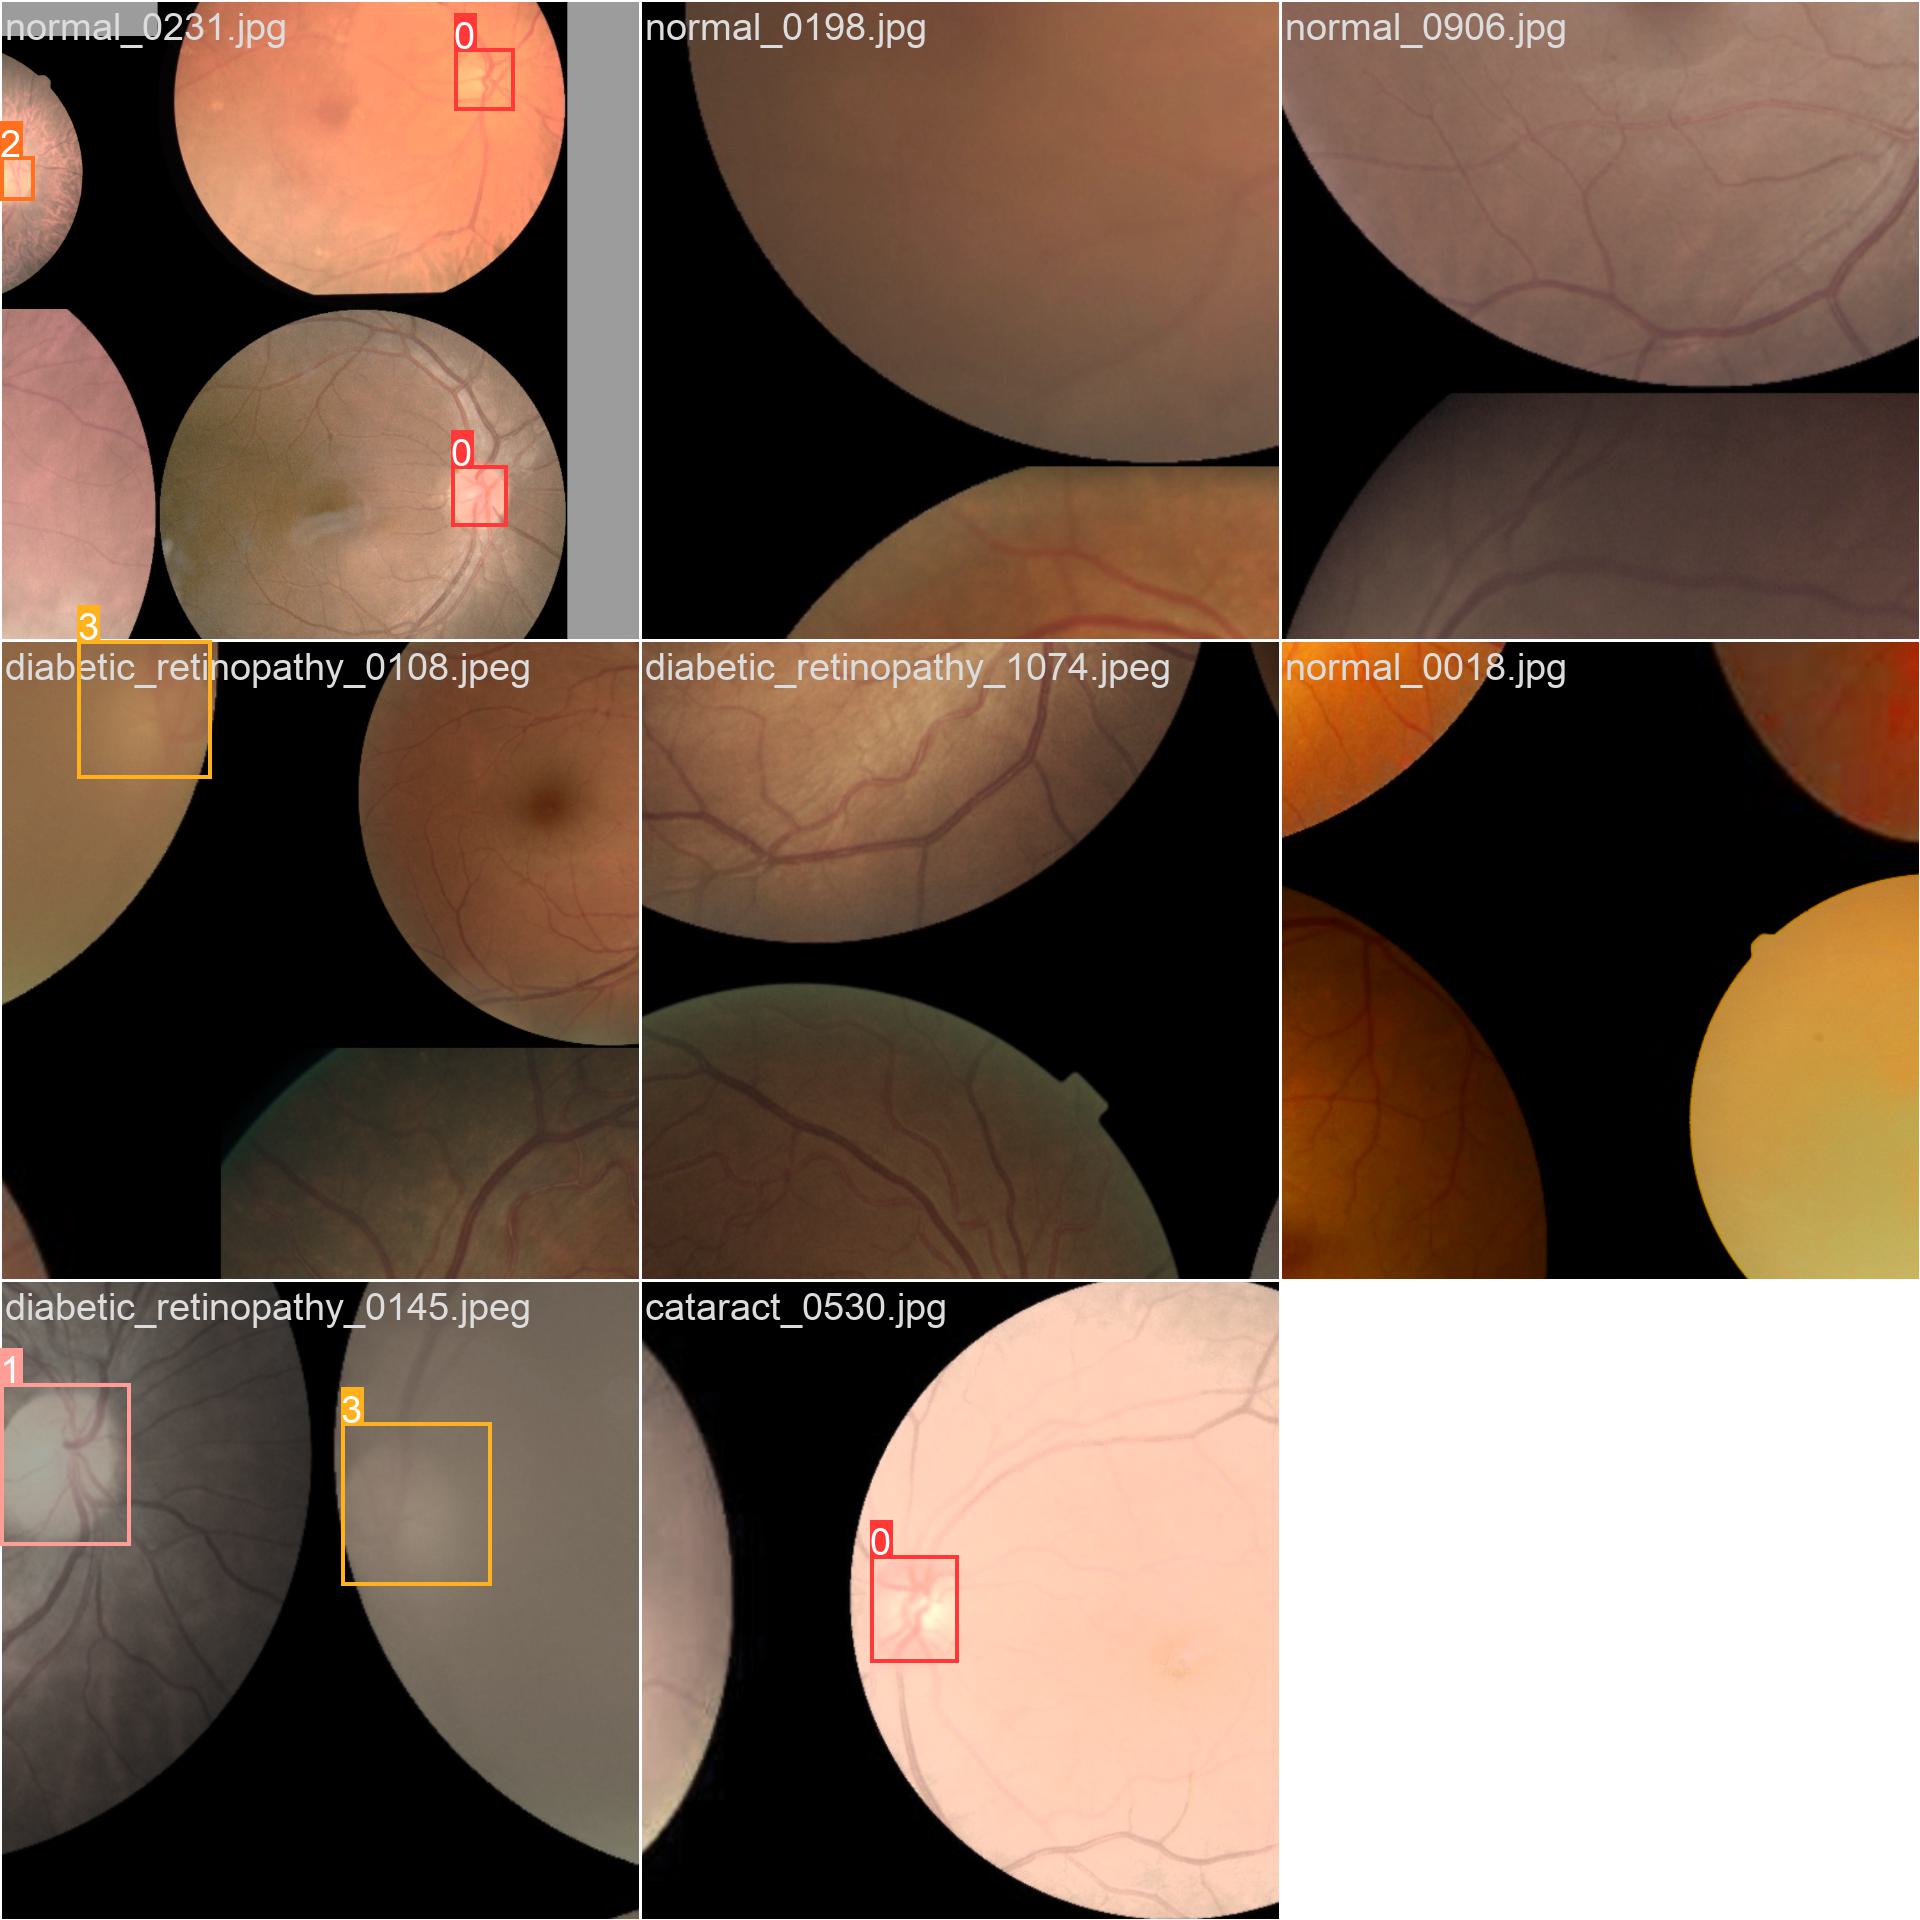 normal_0231.jpg
normal_0198.jpg
normal_0906.jpg
0
2
0
3
diabetic_retinopathy_0108.jpeg
diabetic_retinopathy_1074.jpeg
normal_0018.jpg
diabetic_retinopathy_0145.jpeg
cataract_0530.jpg
1
3
0